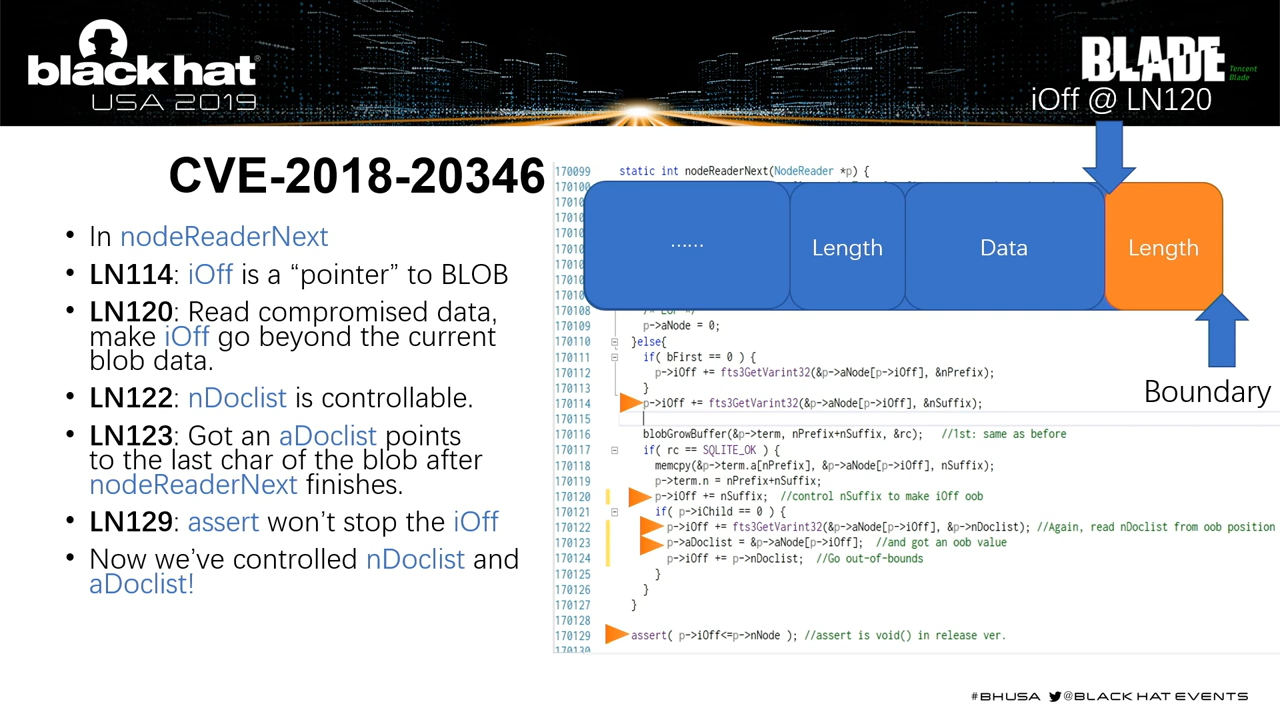 black hat®
USA 2019
BLADE
Tencent
Blade
iOff @ LN120
CVE-2018-20346
• In nodeReaderNext
• LN114: iOff is a “pointer” to BLOB
• LN120: Read compromised data,
make iOff go beyond the current
blob data.
• LN122: nDoclist is controllable.
• LN123: Got an aDoclist points
to the last char of the blob after
nodeReaderNext finishes.
• LN129: assert won’t stop the iOff
• Now we’ve controlled nDoclist and
aDoclist!
170099 static int nodeReaderNext(NodeReader *p) {
...... Length Data Length
Boundary
170108 /* EOF */
170109 p->aNode = 0;
170110 }else{
170111 if( bFirst == 0 ) {
170112 p->iOff += fts3GetVarint32(&p->aNode[p->iOff], &nPrefix);
170113 }
170114 p->iOff += fts3GetVarint32(&p->aNode[p->iOff], &nSuffix);
170115
170116 blobGrowBuffer(&p->term, nPrefix+nSuffix, &rc); //1st: same as before
170117 if( rc == SQLITE_OK ) {
170118 memcpy(&p->term.a[nPrefix], &p->aNode[p->iOff], nSuffix);
170119 p->term.n = nPrefix+nSuffix;
170120 p->iOff += nSuffix; //control nSuffix to make iOff oob
170121 if( p->iChild == 0 ) {
170122 p->iOff += fts3GetVarint32(&p->aNode[p->iOff], &p->nDoclist); //Again, read nDoclist from oob position
170123 p->aDoclist = &p->aNode[p->iOff]; //and got an oob value
170124 p->iOff += p->nDoclist; //Go out-of-bounds
170125 }
170126 }
170127 }
170128
170129 assert( p->iOff<=p->nNode ); //assert is void() in release ver.
170130
#BHUSA @BLACK HAT EVENTS